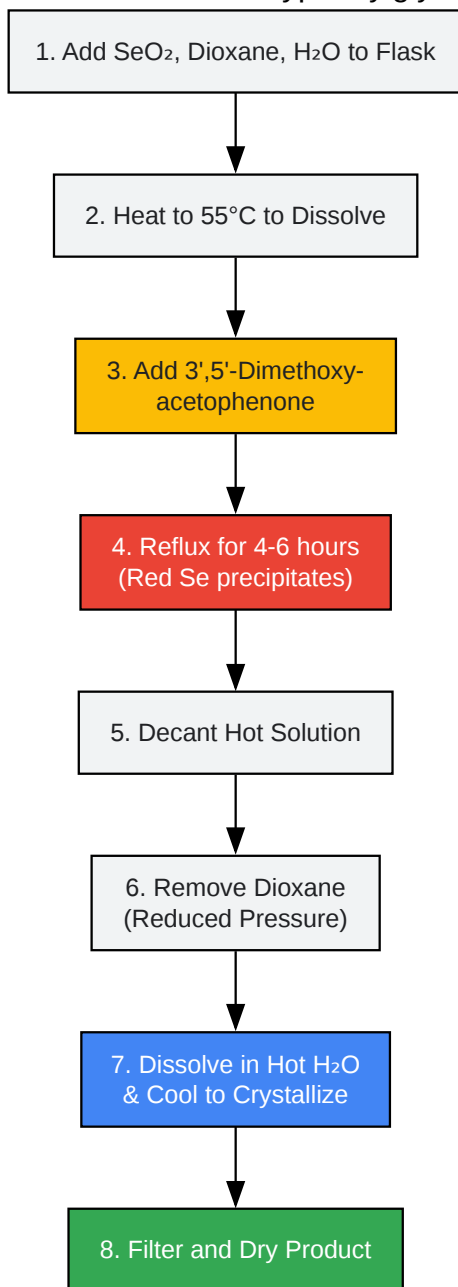 1. Add SeO₂, Dioxane, H₂O to Flask
2. Heat to 55°C to Dissolve
3. Add 3',5'-Dimethoxy-
acetophenone
4. Reflux for 4-6 hours
(Red Se precipitates)
5. Decant Hot Solution
6. Remove Dioxane
(Reduced Pressure)
7. Dissolve in Hot H₂O
& Cool to Crystallize
8. Filter and Dry Product